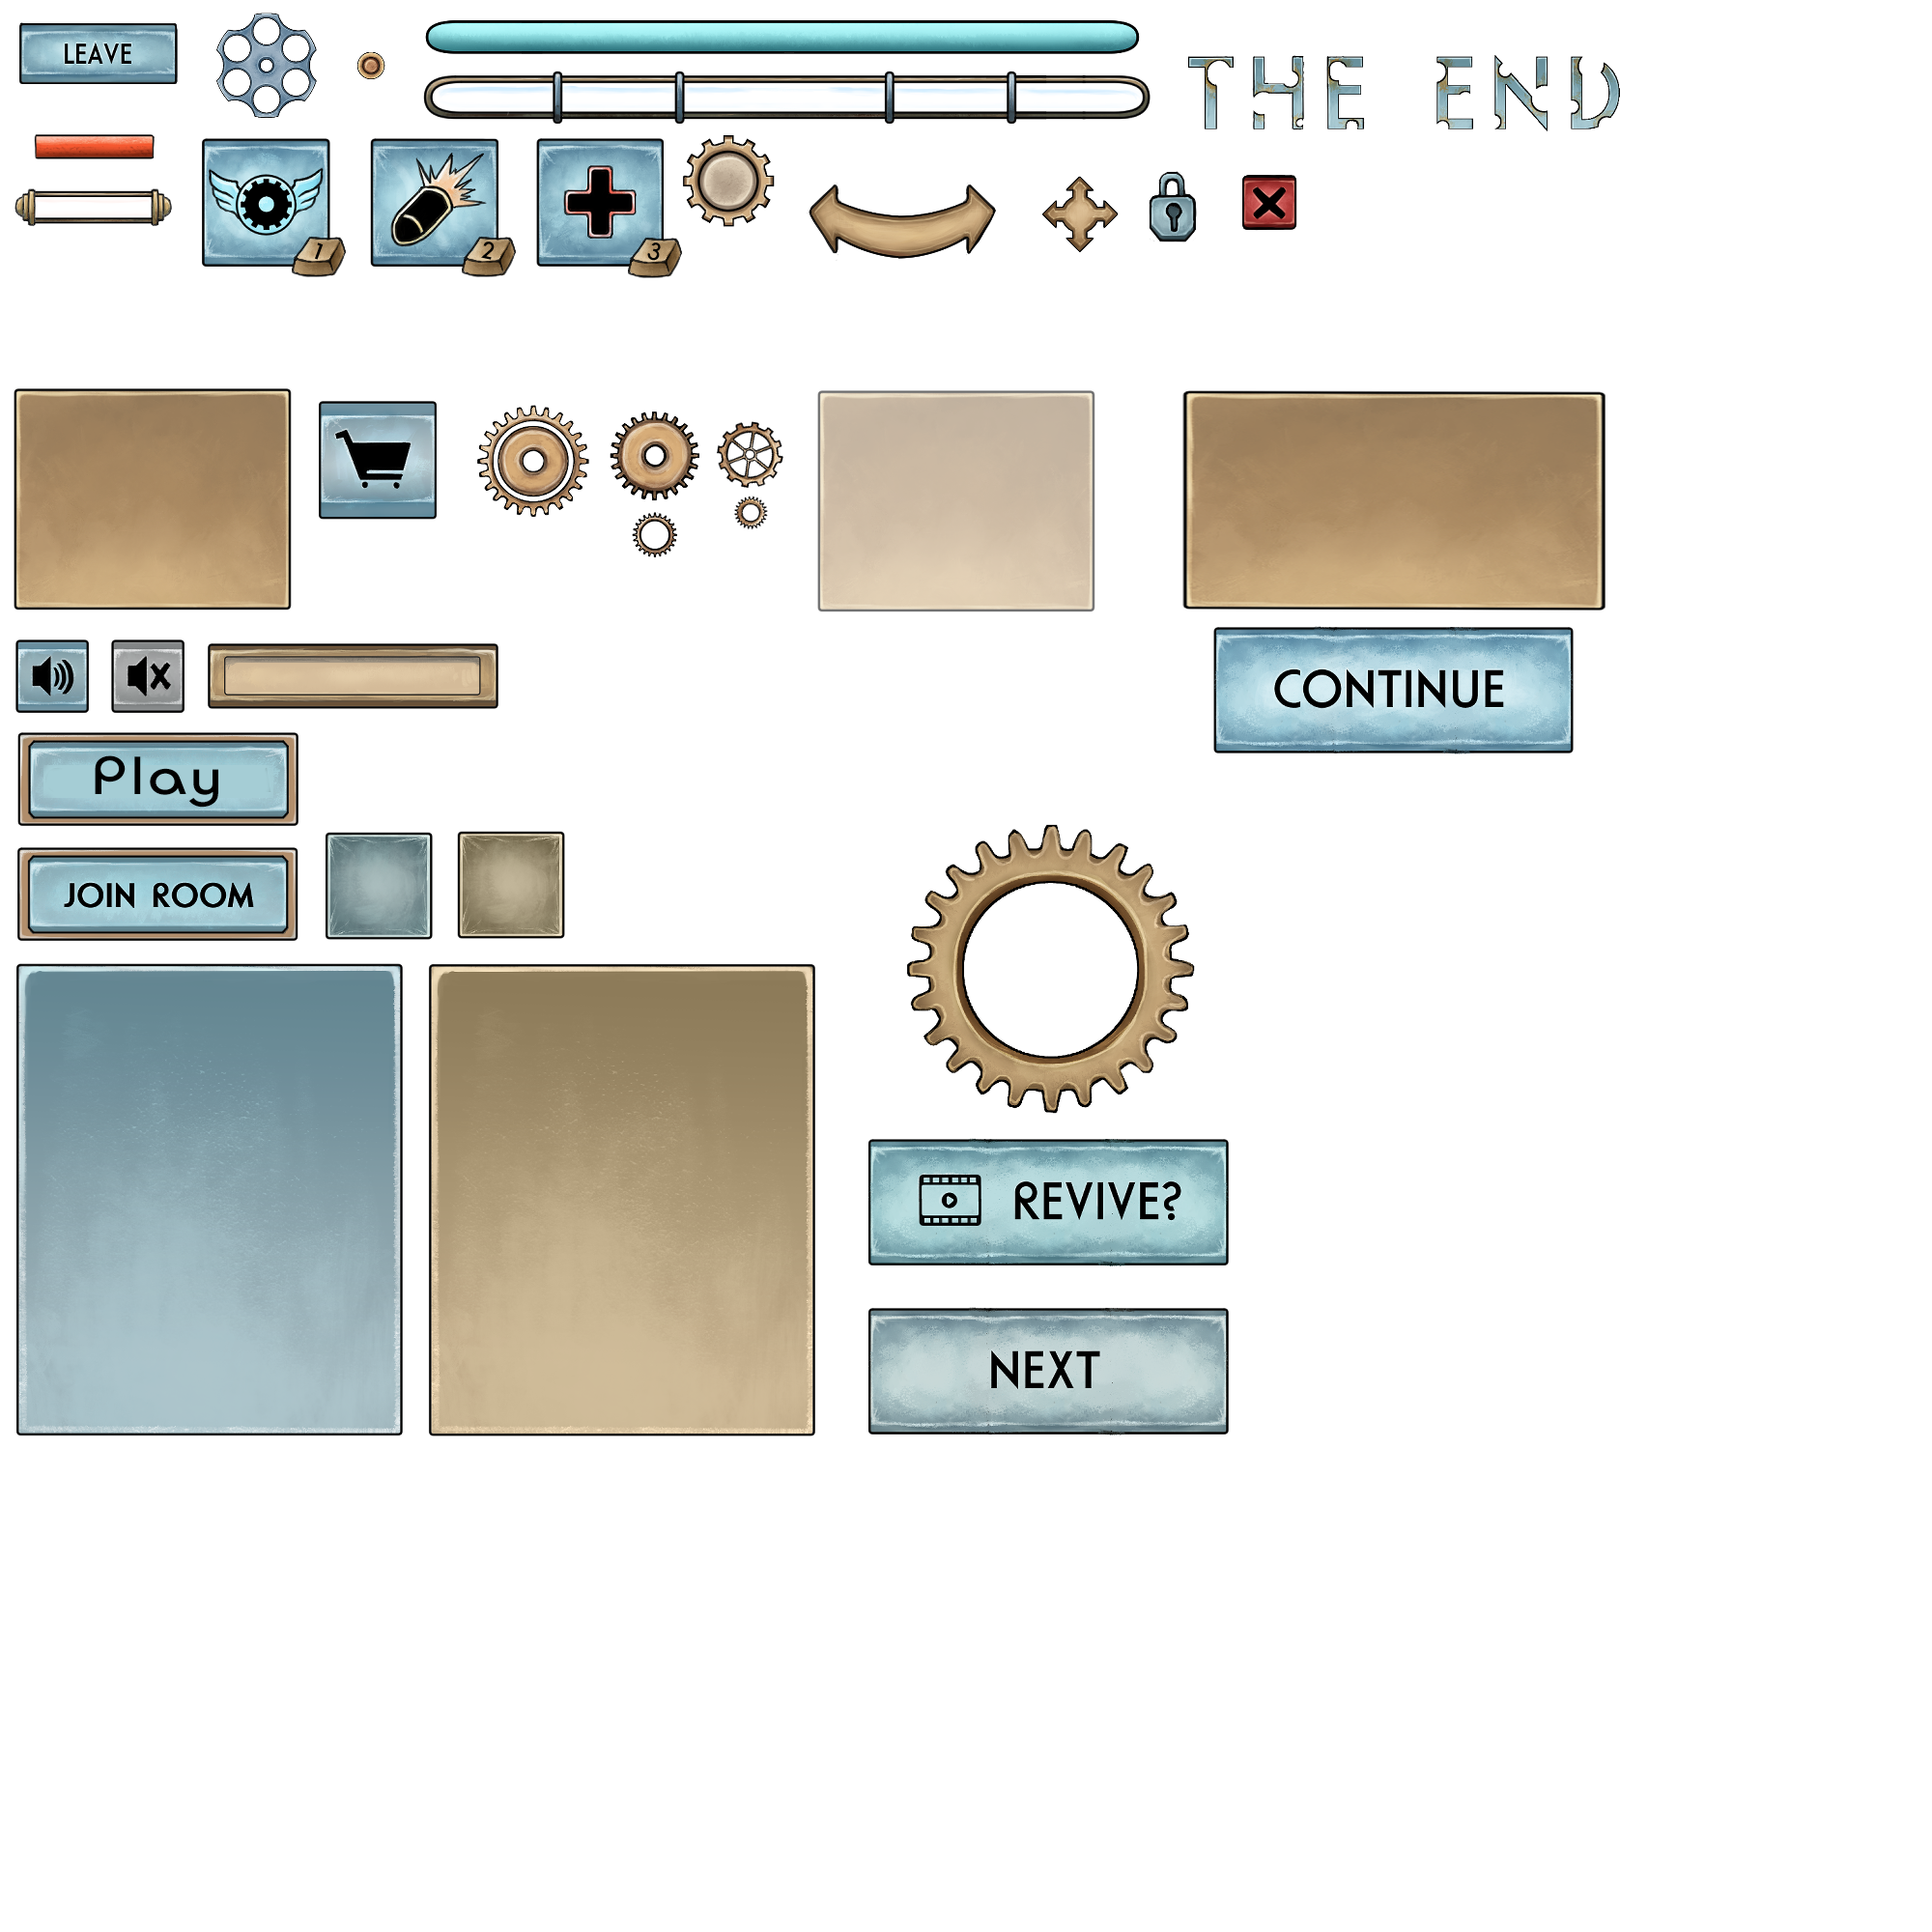 LEAVE
THE END
1
2
3
CONTINUE
Play
JOIN ROOM
REVIVE?
NEXT